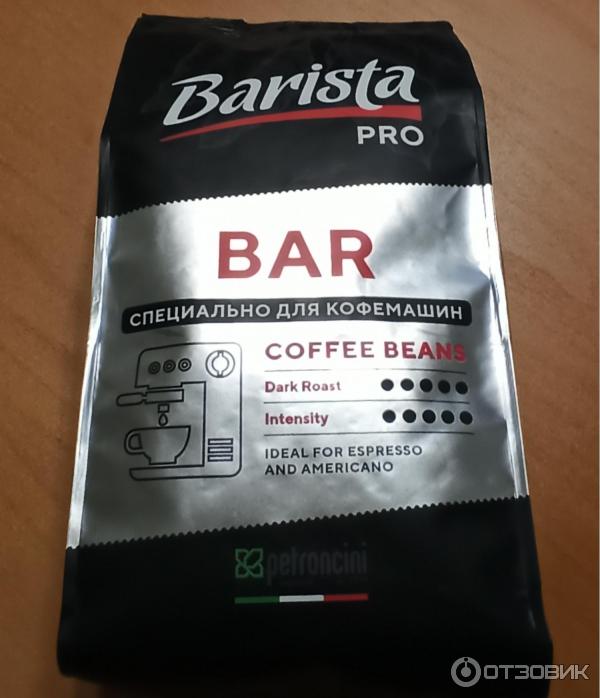 Barista
PRO
BAR
СПЕЦИАЛЬНО ДЛЯ КОФЕМАШИН
COFFEE BEANS
Dark Roast
Intensity
IDEAL FOR ESPRESSO
AND AMERICANO
petroncini
ОТЗОВИК